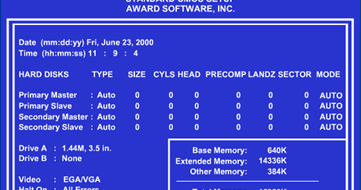 STANDARD CMOS SETUP
AWARD SOFTWARE, INC.
Date (mm:dd:yy) Fri, June 23, 2000
Time (hh:mm:ss) 11 : 9 : 4
HARD DISKS TYPE SIZE CYLS HEAD PRECOMP LANDZ SECTOR MODE
Primary Master : Auto 0 0 0 0 0 0 AUTO
Primary Slave : Auto 0 0 0 0 0 0 AUTO
Secondary Master : Auto 0 0 0 0 0 0 AUTO
Secondary Slave : Auto 0 0 0 0 0 0 AUTO
Drive A : 1.44M, 3.5 in.
Drive B : None
Video : EGA/VGA
Halt On : All Errors
Base Memory: 640K
Extended Memory: 14336K
Other Memory: 384K